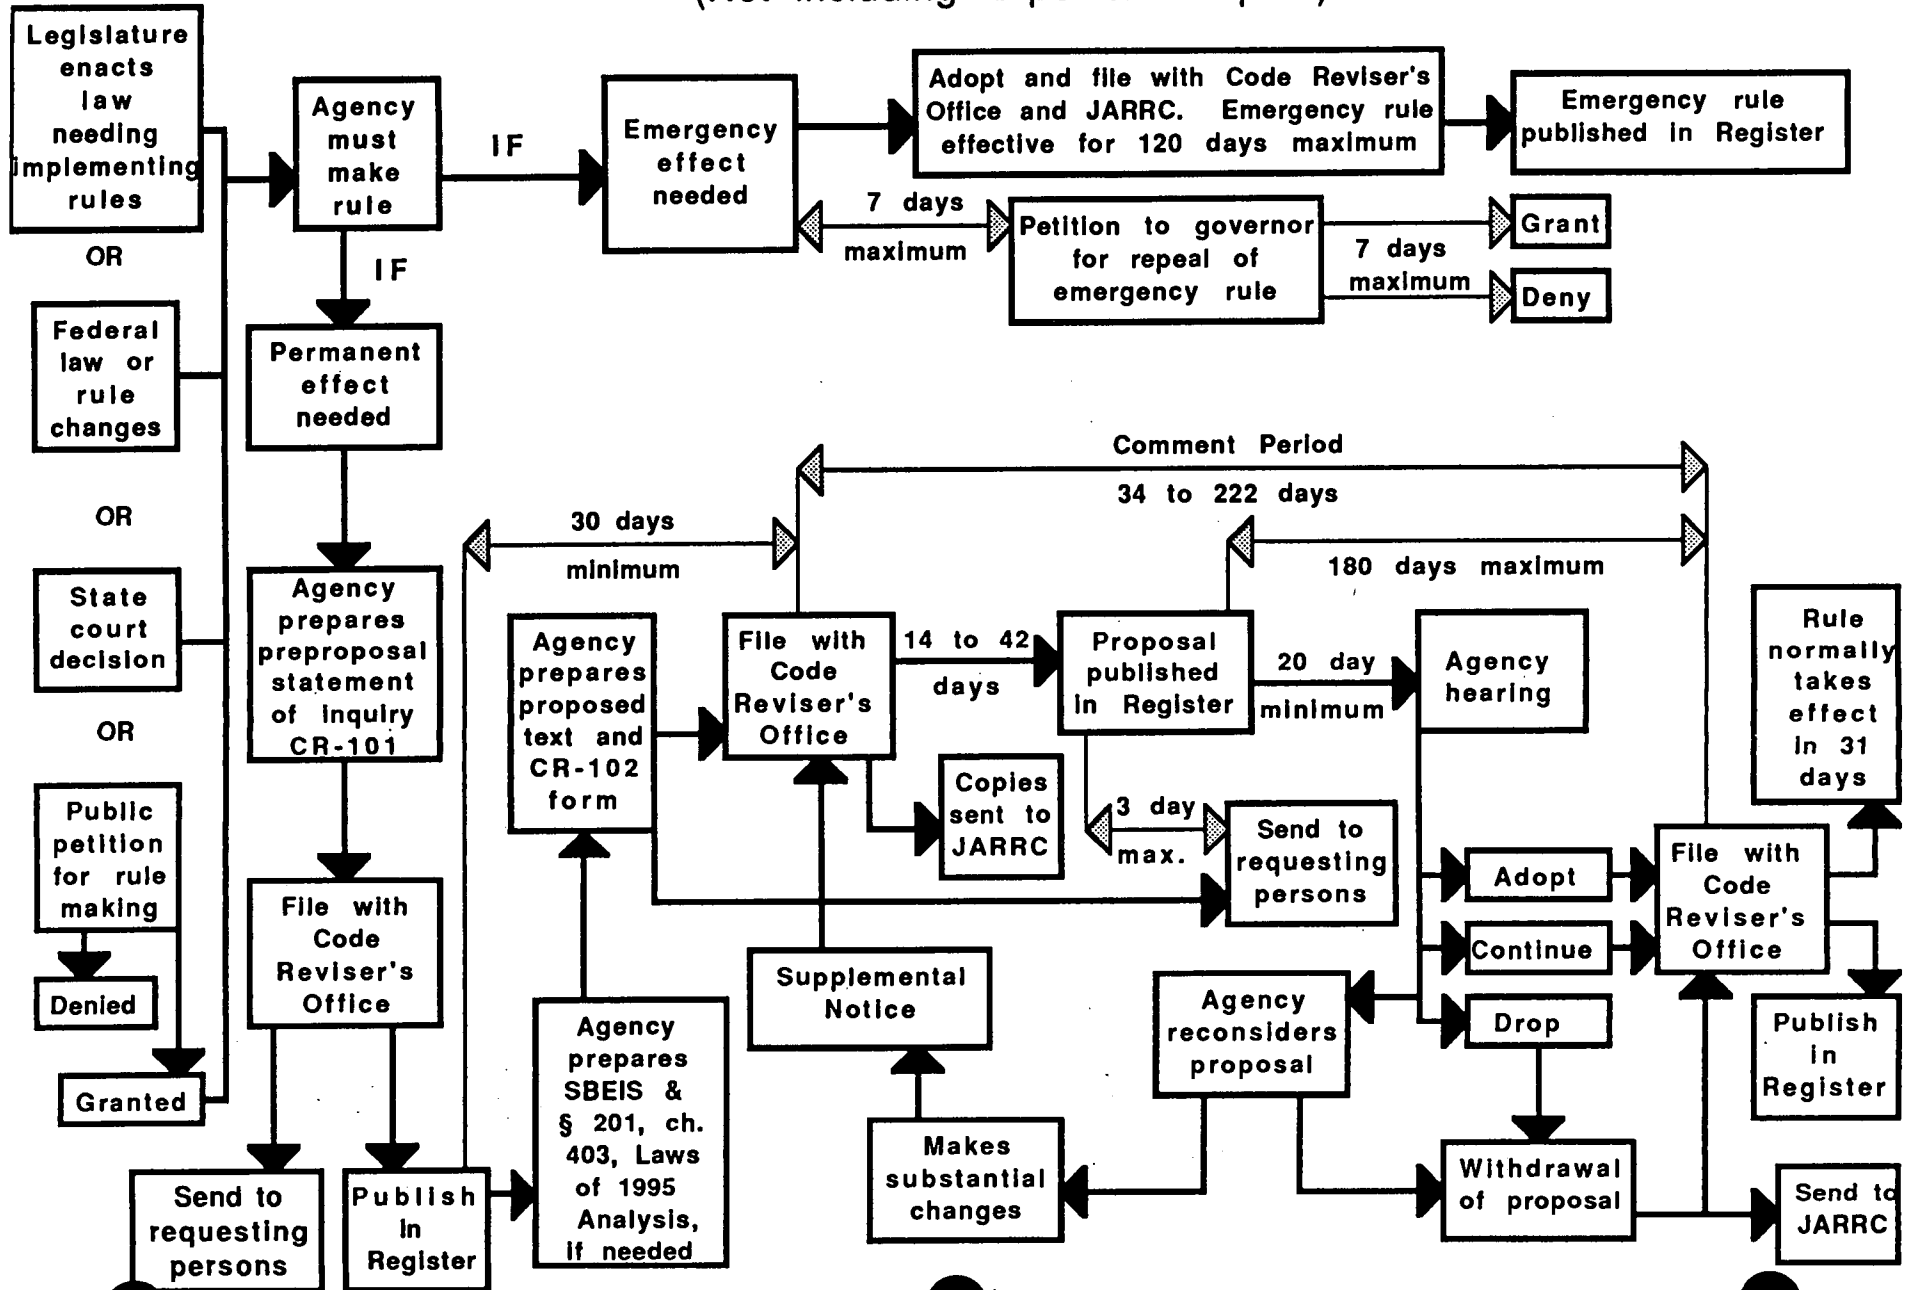 Legislature
enacts
law
needing
implementing
rules
OR
Federal
law or
rule
changes
OR
State
court
decision
OR
Public
petition
for rule
making
Denied
Granted
Agency
must
make
rule
IF
IF
Emergency
effect
needed
Adopt and file with Code Reviser's
Office and JARRC. Emergency rule
effective for 120 days maximum
Emergency rule
published in Register
7 days
maximum
Petition to governor
for repeal of
emergency rule
7 days
maximum
Grant
Deny
Permanent
effect
needed
Agency
prepares
preproposal
statement
of inquiry
CR-101
File with
Code
Reviser's
Office
Send to
requesting
persons
Publish
in
Register
30 days
minimum
Agency
prepares
SBEIS &
§ 201, ch.
403, Laws
of 1995
Analysis,
if needed
Agency
prepares
proposed
text and
CR-102
form
File with
Code
Reviser's
Office
Comment Period
34 to 222 days
14 to 42
days
180 days maximum
Proposal
published
in Register
20 day
minimum
Agency
hearing
Copies
sent to
JARRC
3 day
max.
Send to
requesting
persons
Supplemental
Notice
Makes
substantial
changes
Agency
reconsiders
proposal
Adopt
Continue
Drop
Withdrawal
of proposal
File with
Code
Reviser's
Office
Rule
normally
takes
effect
in 31
days
Publish
in
Register
Send to
JARRC